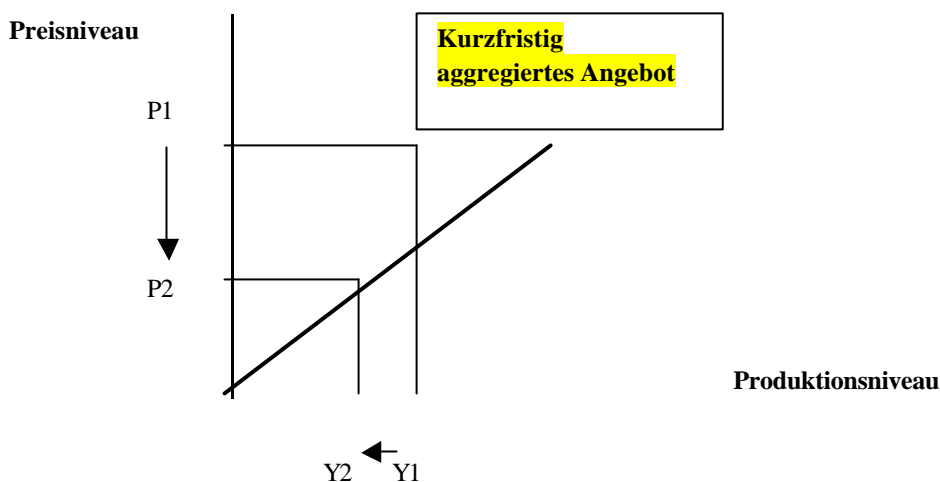 Preisniveau
Kurzfristig
aggregiertes Angebot
P1
P2
Produktionsniveau
Y2
Y1